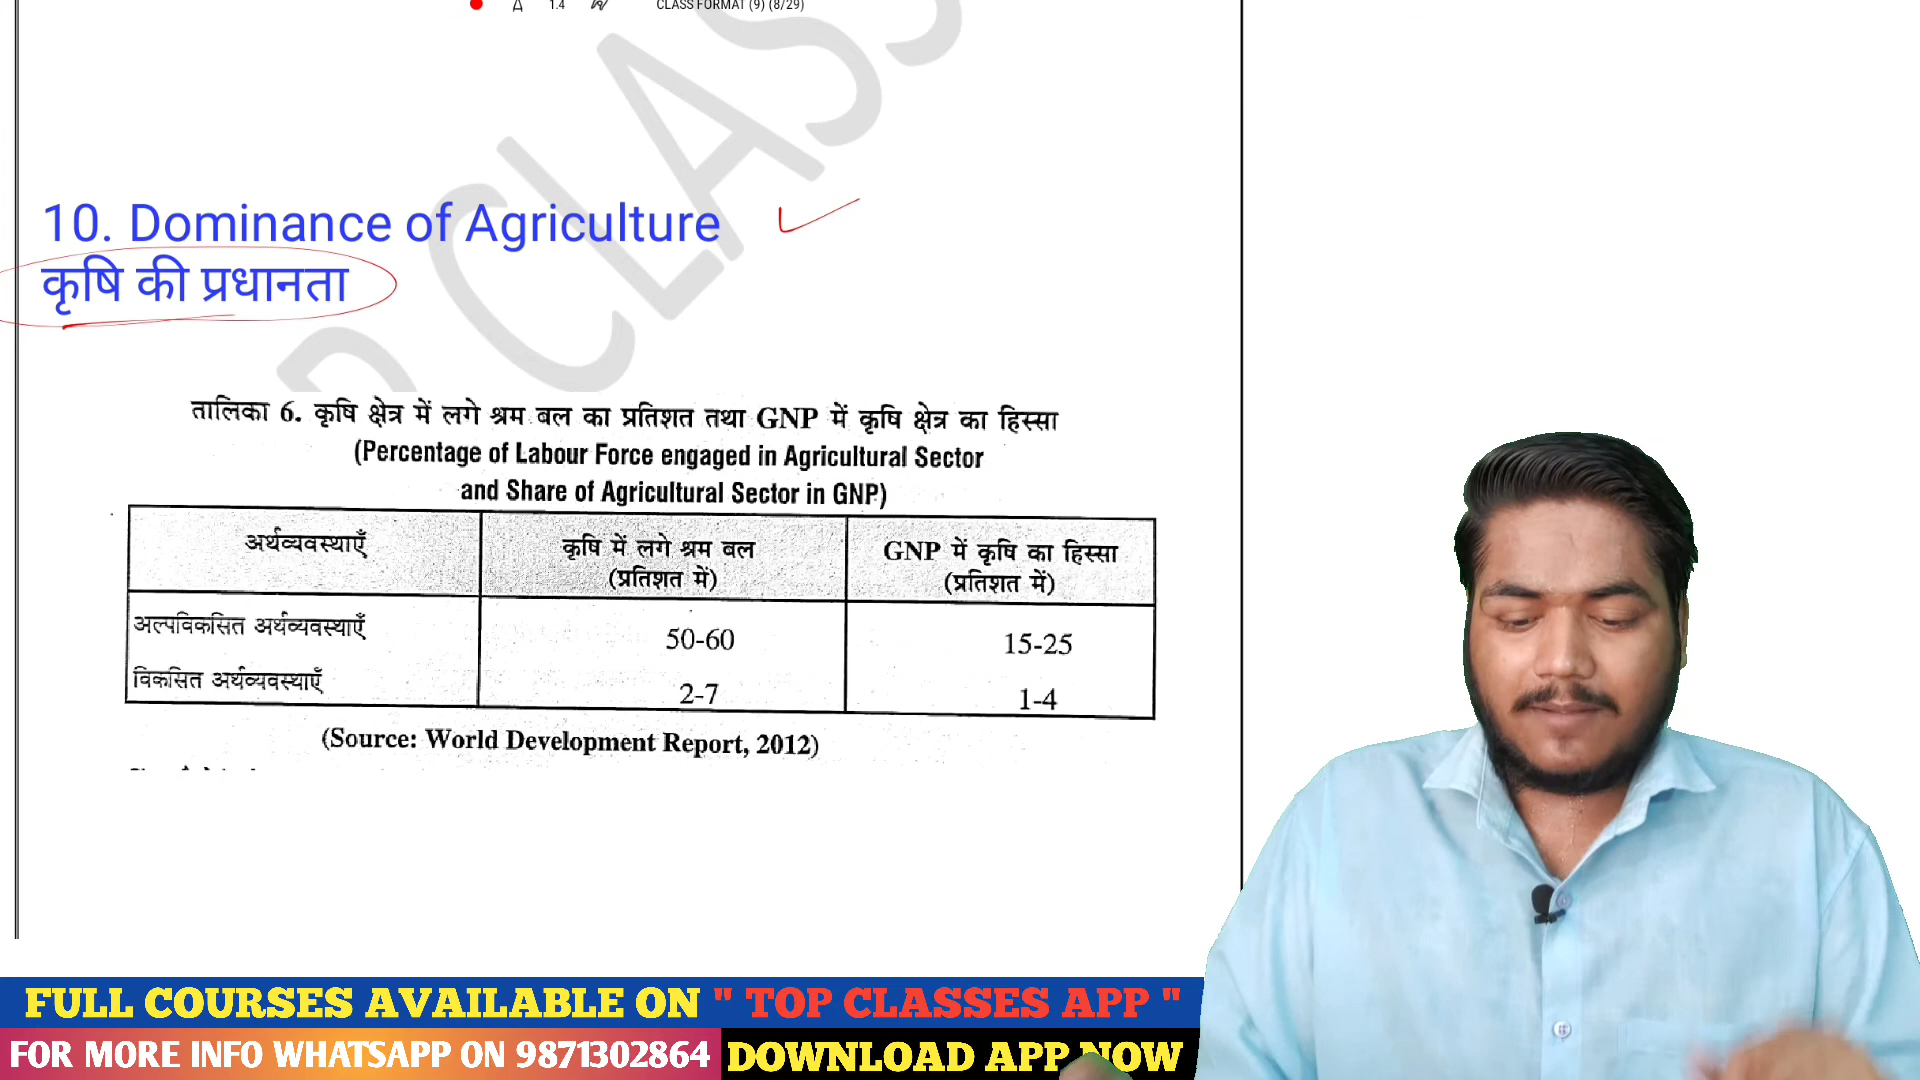 A 1.4 CLASS FORMAT (9) (8/29)
P CLASS
10. Dominance of Agriculture
कृषि की प्रधानता
तालिका 6. कृषि क्षेत्र में लगे श्रम बल का प्रतिशत तथा GNP में कृषि क्षेत्र का हिस्सा
(Percentage of Labour Force engaged in Agricultural Sector
and Share of Agricultural Sector in GNP)
अर्थव्यवस्थाएँ कृषि में लगे श्रम बल GNP में कृषि का हिस्सा
(प्रतिशत में) (प्रतिशत में)
अल्पविकसित अर्थव्यवस्थाएँ 50-60 15-25
विकसित अर्थव्यवस्थाएँ 2-7 1-4
(Source: World Development Report, 2012)
FULL COURSES AVAILABLE ON " TOP CLASSES APP "
FOR MORE INFO WHATSAPP ON 9871302864 DOWNLOAD APP NOW